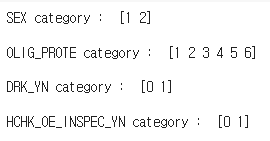 SEX category :  [1 2]
OLIG_PROTE category :  [1 2 3 4 5 6]
DRK_YN category :  [0 1]
HCHK_OE_INSPEC_YN category :  [0 1]